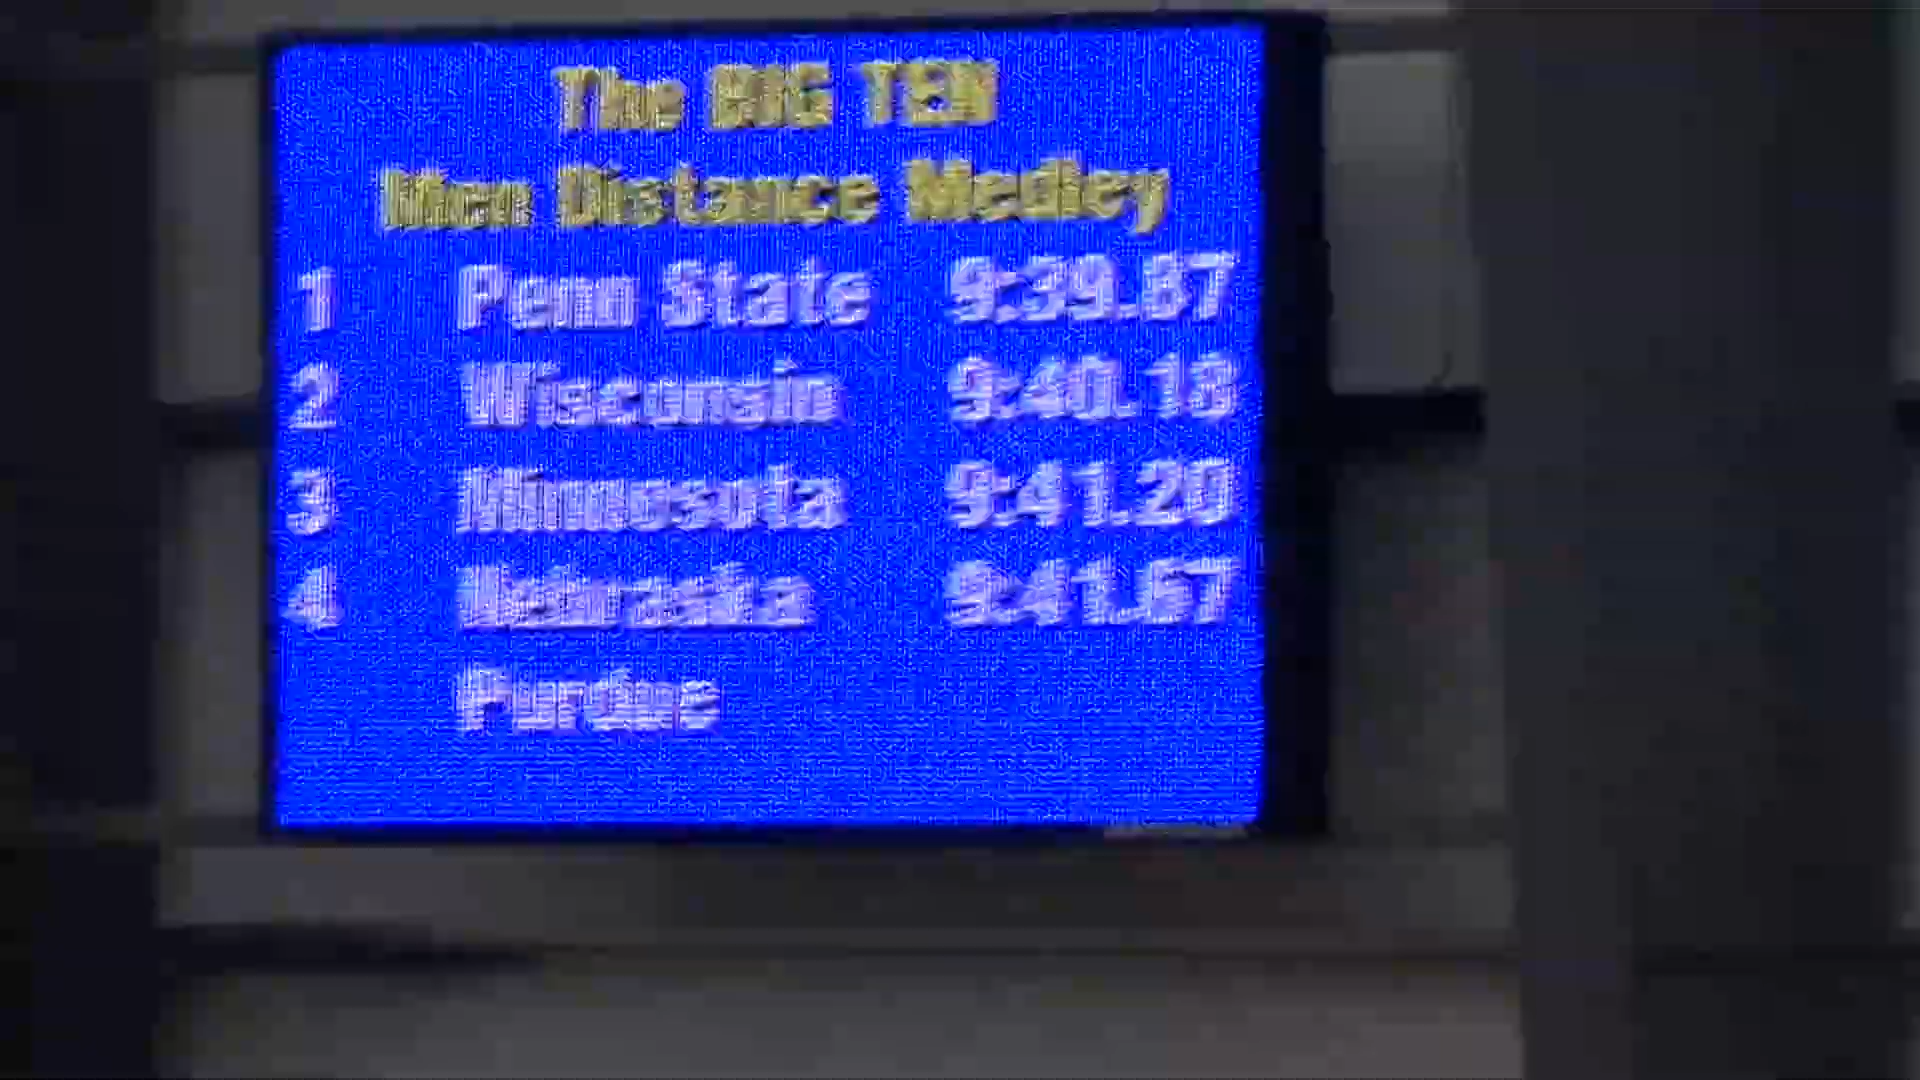 The BIG TEN
Men Distance Medley
1 Penn State 9:39.87
2 Wisconsin 9:40.18
3 Minnesota 9:41.20
4 Nebraska 9:41.67
Purdue